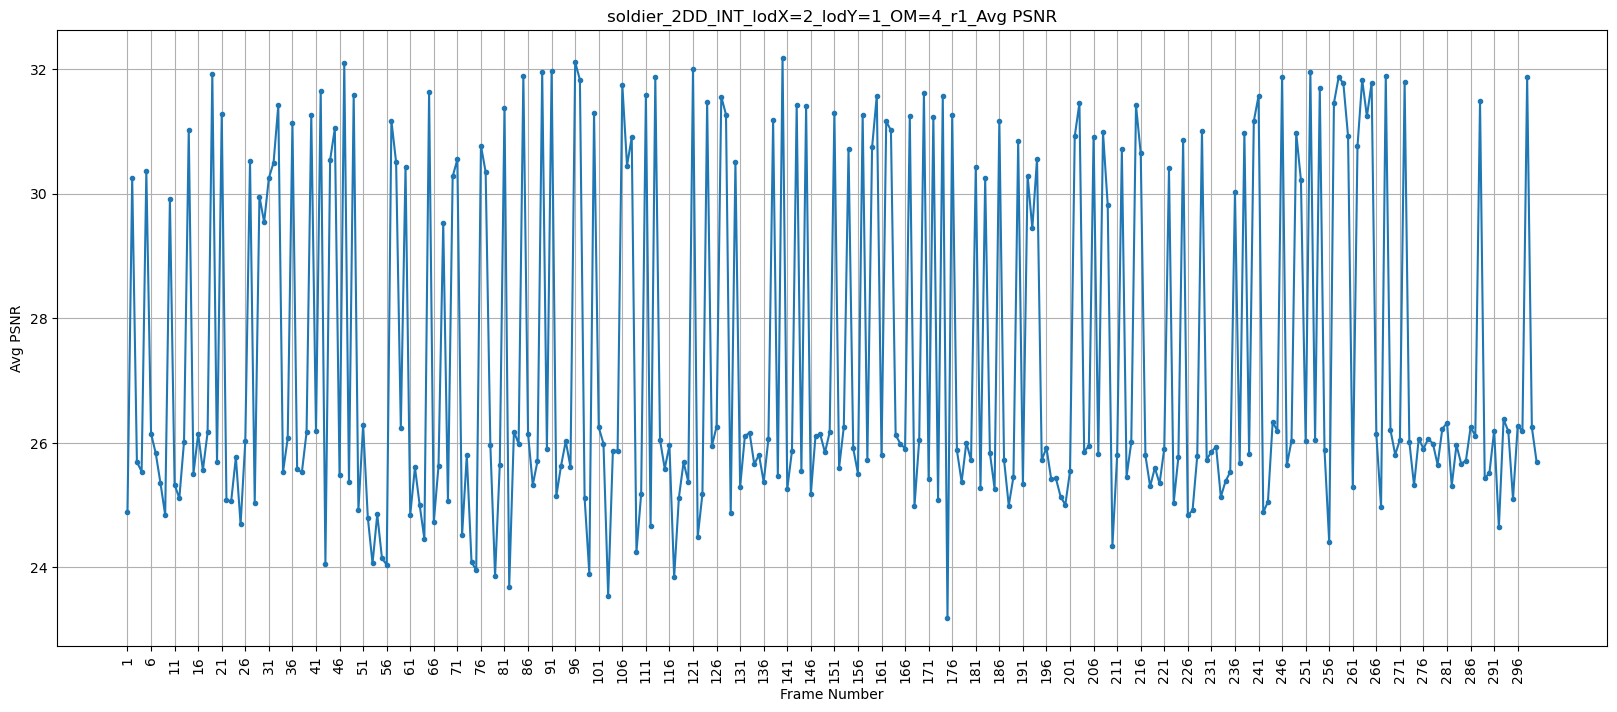 soldier_2DD_INT_lodX=2_lodY=1_OM=4_r1_Avg PSNR
Avg PSNR
32
30
28
26
24
1 6 11 16 21 26 31 36 41 46 51 56 61 66 71 76 81 86 91 96 101 106 111 116 121 126 131 136 141 146 151 156 161 166 171 176 181 186 191 196 201 206 211 216 221 226 231 236 241 246 251 256 261 266 271 276 281 286 291 296
Frame Number